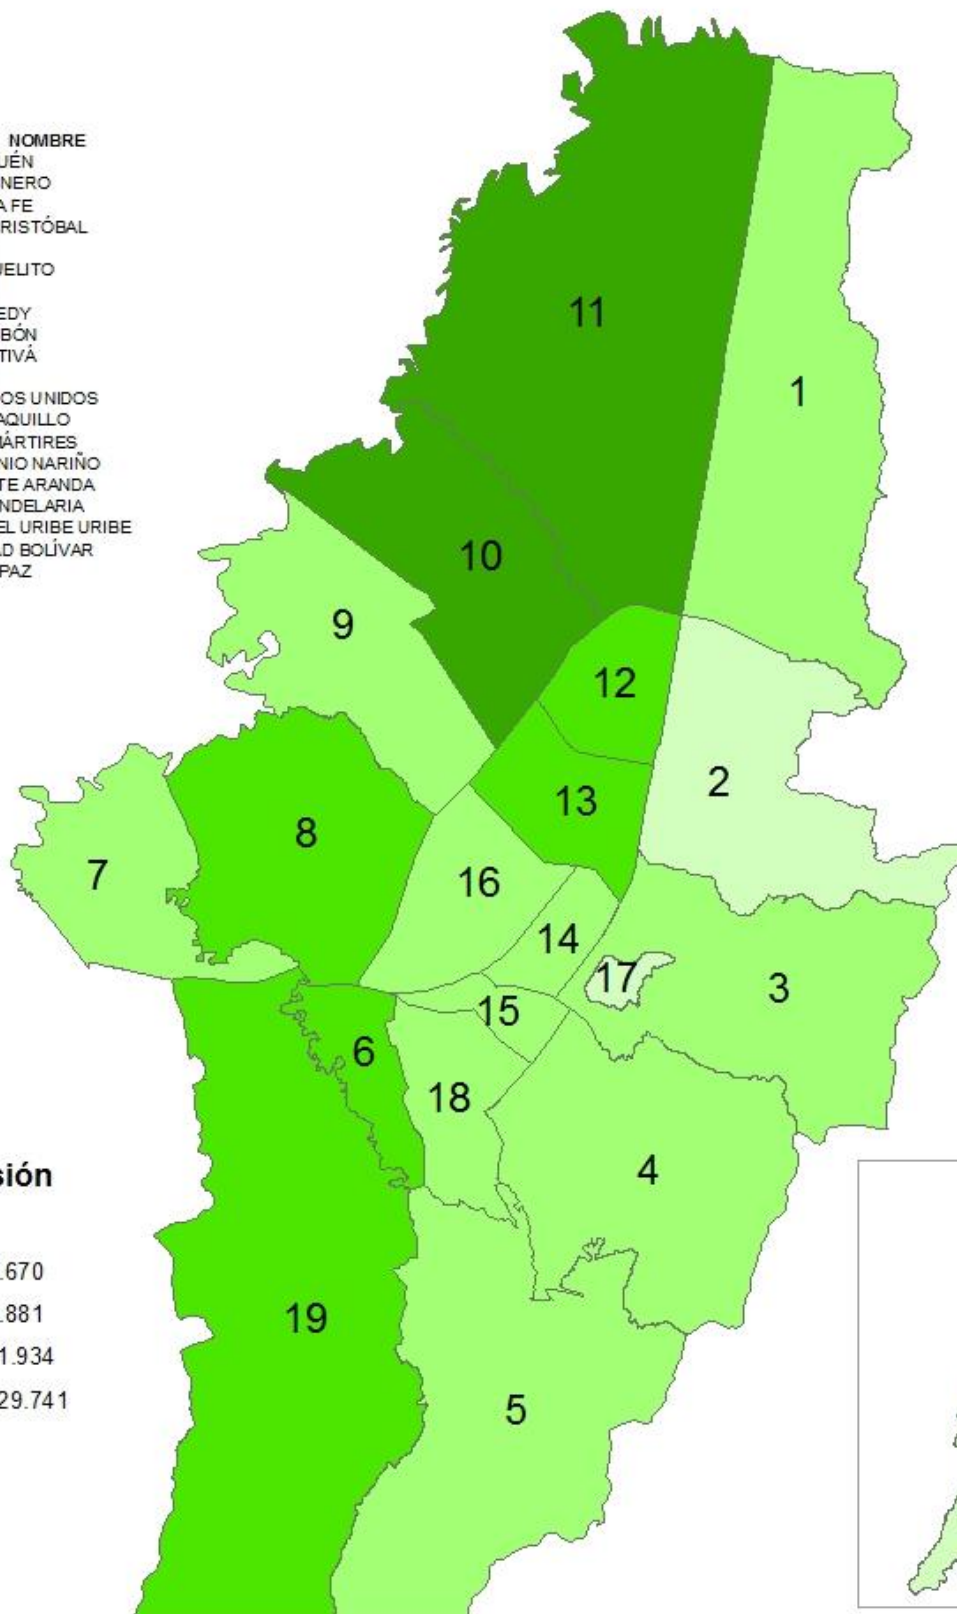 NOMBRE
UÉN
NERO
A FE
RISTÓBAL
UELITO
EDY
BÓN
TIVÁ
OS UNIDOS
AQUILLO
MÁRTIRES
NIO NARIÑO
TE ARANDA
NDELARIA
EL URIBE URIBE
AD BOLÍVAR
PAZ
11
1
10
9
12
2
13
8
7
16
14
17
3
15
6
18
4
sión
.670
.881
1.934
29.741
19
5